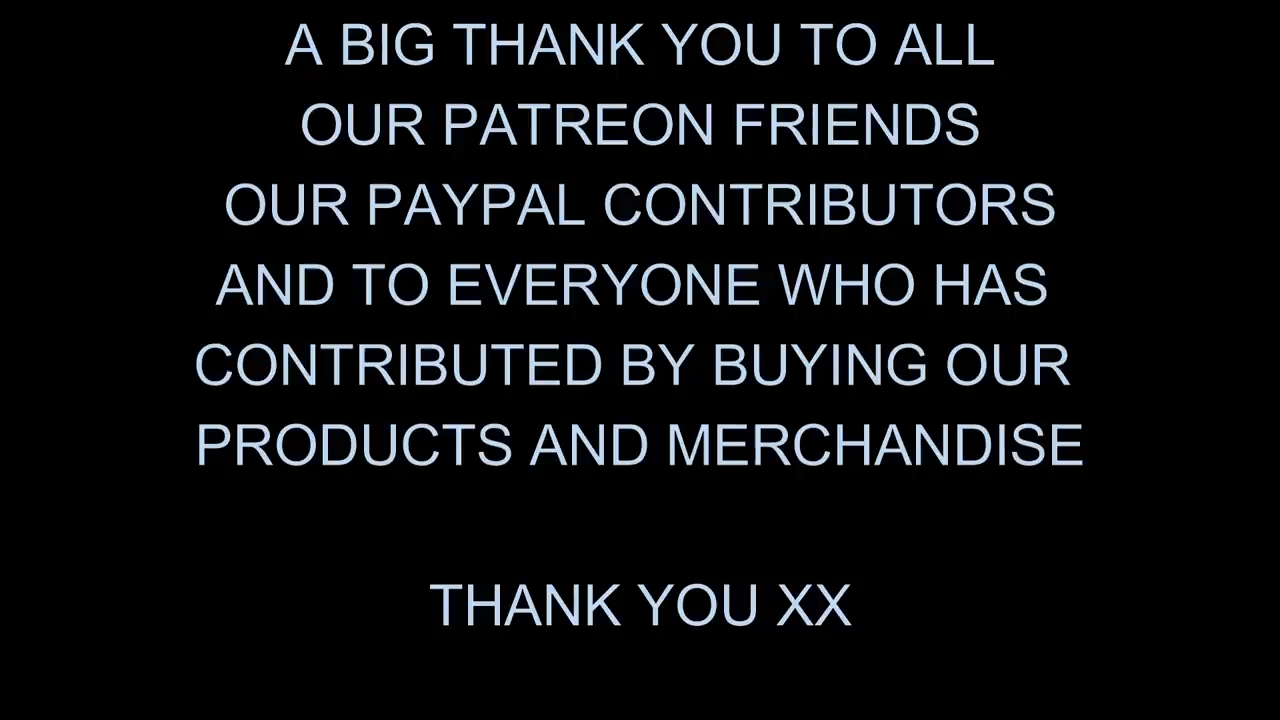 A BIG THANK YOU TO ALL
OUR PATREON FRIENDS
OUR PAYPAL CONTRIBUTORS
AND TO EVERYONE WHO HAS
CONTRIBUTED BY BUYING OUR
PRODUCTS AND MERCHANDISE
THANK YOU XX